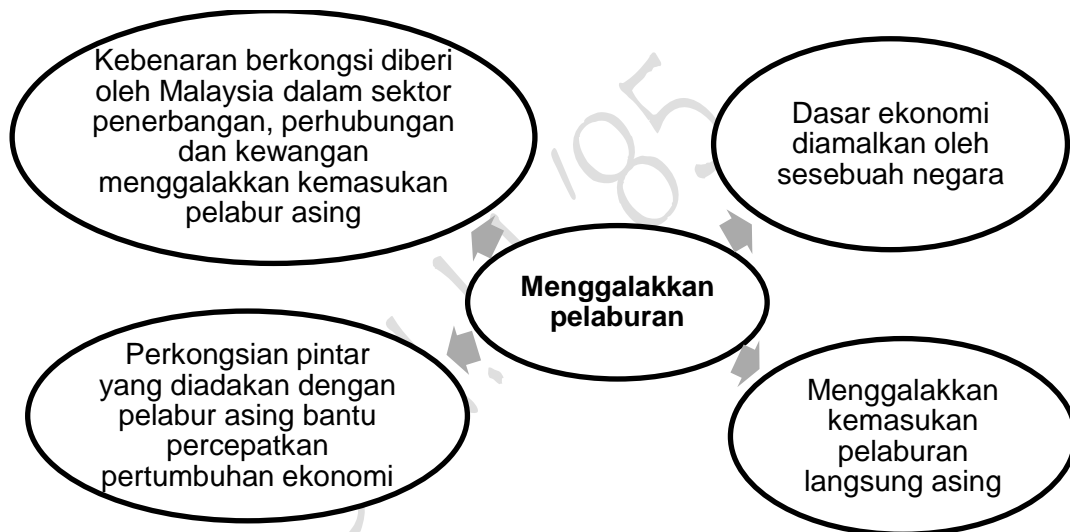 Kebenaran berkongsi diberi
oleh Malaysia dalam sektor
penerbangan, perhubungan
dan kewangan
menggalakkan kemasukan
pelabur asing
Dasar ekonomi
diamalkan oleh
sesebuah negara
Menggalakkan
pelaburan
Perkongsian pintar
yang diadakan dengan
pelabur asing bantu
percepatkan
pertumbuhan ekonomi
Menggalakkan
kemasukan
pelaburan
langsung asing